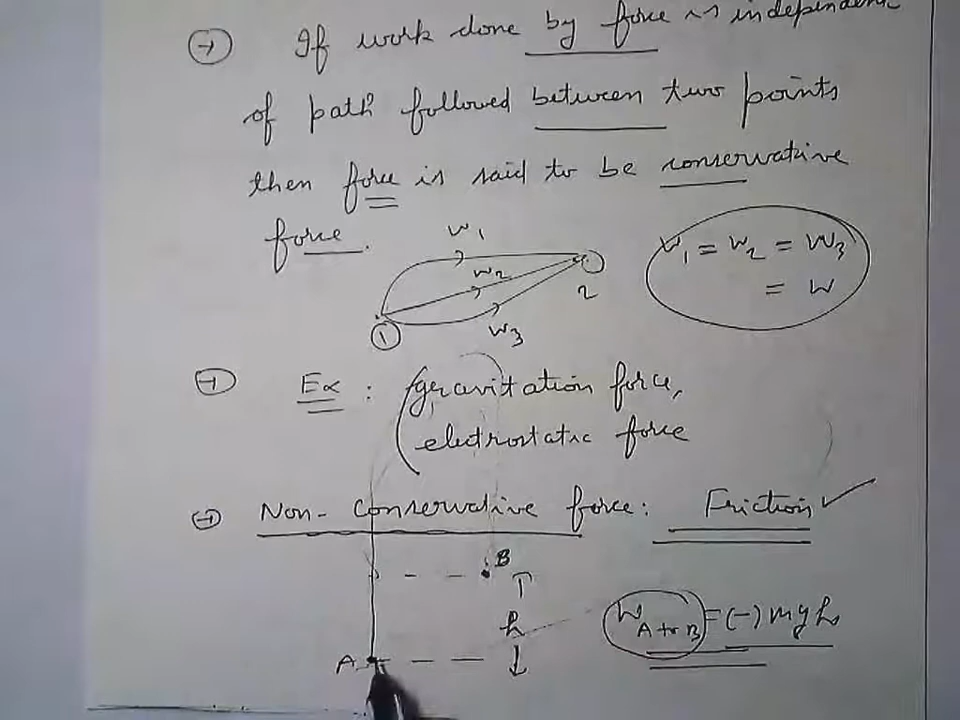 → If work done by force is independent
of path followed between two points
then force is said to be conservative
force.
W1
W2
W3
1
2
W1 = W2 = W3
= W
→ Ex : gravitation force,
electrostatic force
→ Non-Conservative force: Friction ✓
B
h
A
WA to B = (-) mgh